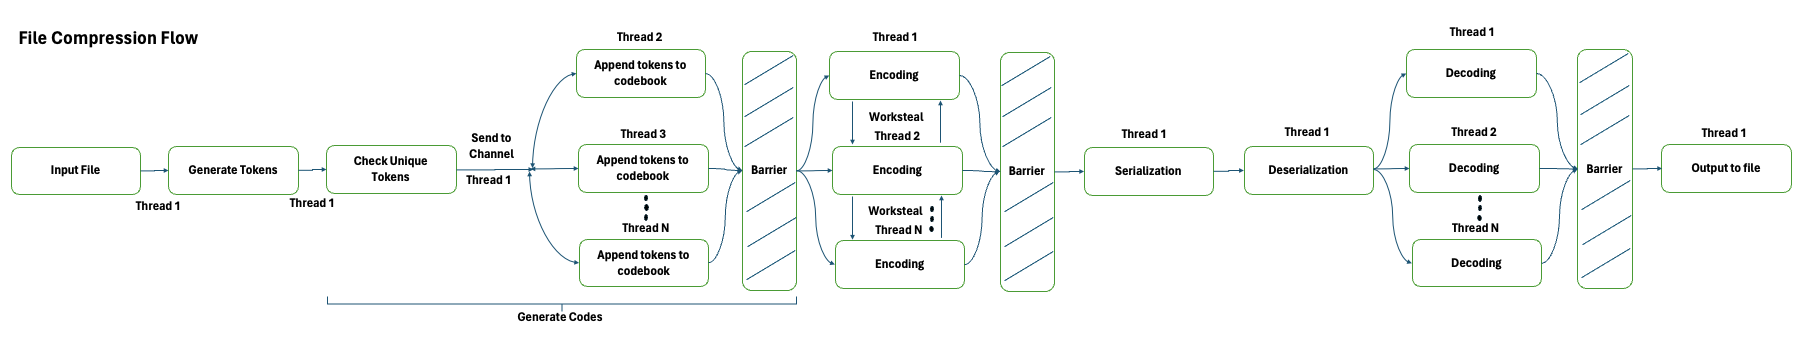 File Compression Flow
Input File
Thread 1
Generate Tokens
Thread 1
Check Unique
Tokens
Send to
Channel
Thread 1
Thread 2
Append tokens to
codebook
Thread 3
Append tokens to
codebook
Thread N
Append tokens to
codebook
Generate Codes
Barrier
Thread 1
Encoding
Worksteal
Thread 2
Encoding
Worksteal
Thread N
Encoding
Barrier
Thread 1
Serialization
Thread 1
Deserialization
Thread 1
Decoding
Thread 2
Decoding
Thread N
Decoding
Barrier
Thread 1
Output to file